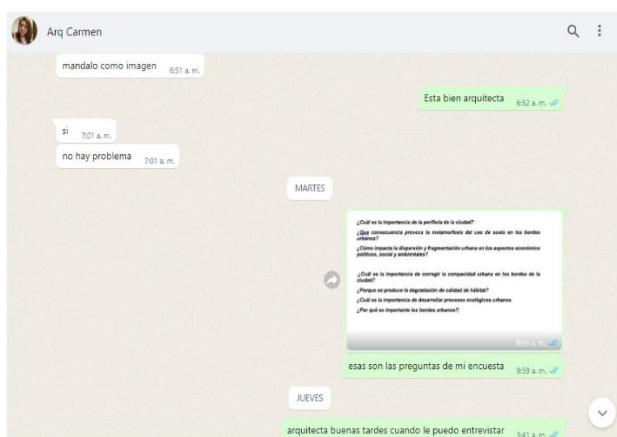 Arq Carmen
mandalo como imagen 6:51 a. m.
Esta bien arquitecta 6:52 a. m.
si 7:01 a. m.
no hay problema 7:01 a. m.
MARTES
¿Cuál es la importancia de la periferia de la ciudad?
¿Que consecuencia provoca la metamorfosis del uso de suelo en los bordes
urbanos?
¿Cómo impacta la dispersión y fragmentación urbana en los aspectos económico
políticos, social y ambientales?
¿Cuál es la importancia de corregir la compacidad urbana en los bordes de la
ciudad?
¿Porque se produce la degradación de calidad de hábitat?
¿Cuál es la importancia de desarrollar procesos ecológicos urbanos
¿Por qué es importante los bordes urbanos?
9:59 a. m.
esas son las preguntas de mi encuesta 9:59 a. m.
JUEVES
arquitecta buenas tardes cuando le puedo entrevistar 3:41 a. m.